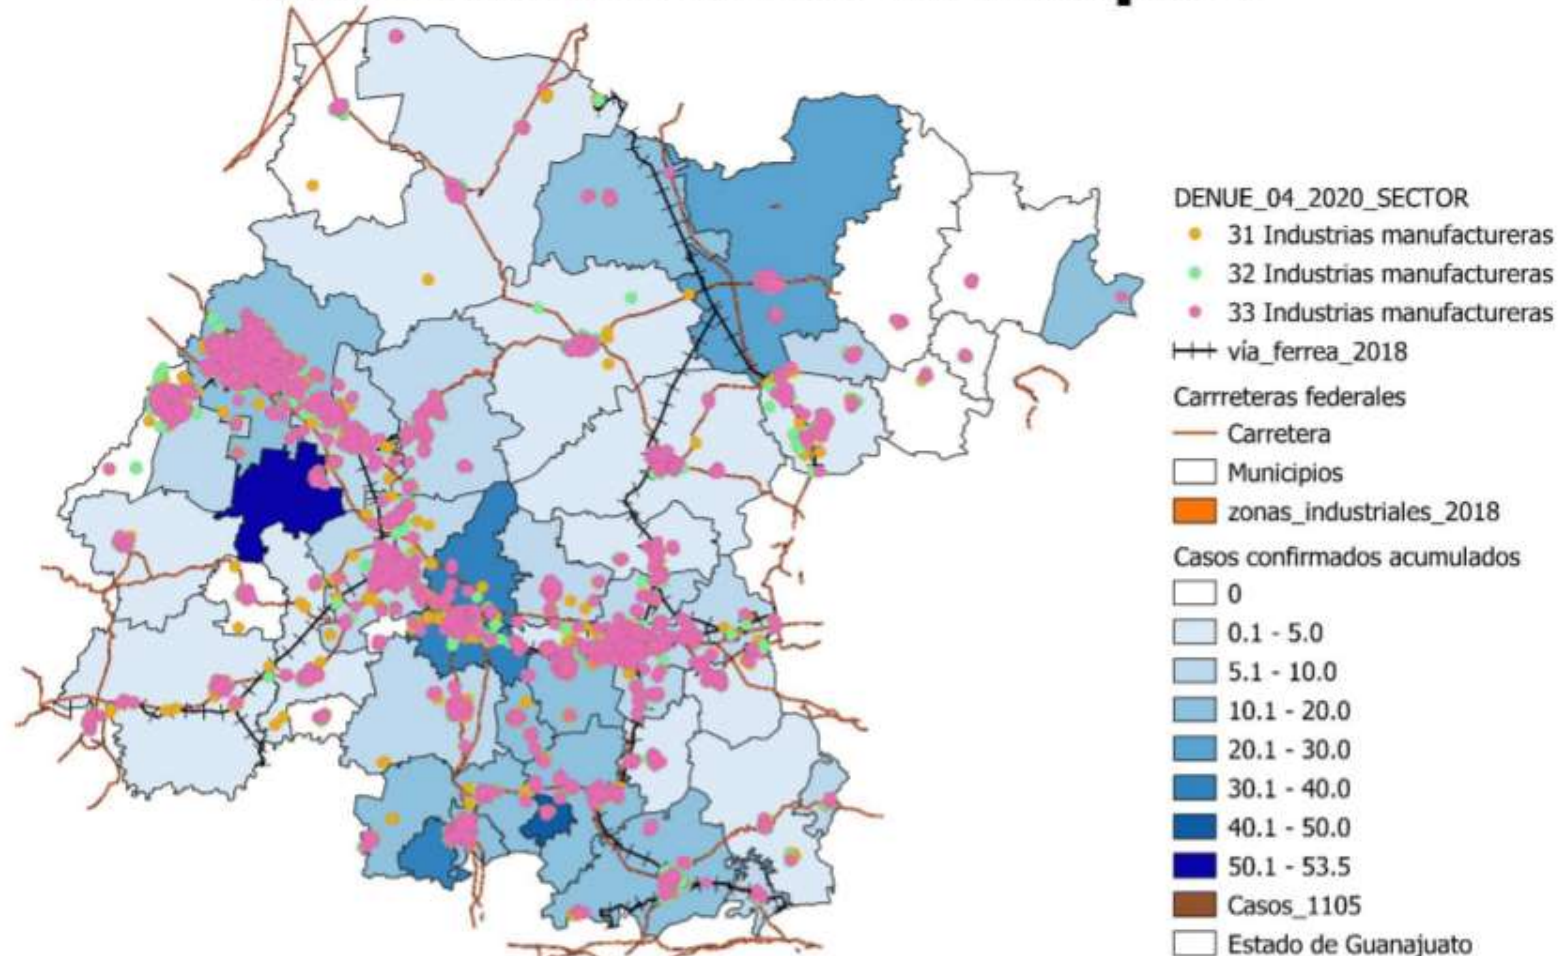 DENUE_04_2020_SECTOR
31 Industrias manufactureras
32 Industrias manufactureras
33 Industrias manufactureras
vía_ferrea_2018
Carrreteras federales
Carretera
Municipios
zonas_industriales_2018
Casos confirmados acumulados
0
0.1 - 5.0
5.1 - 10.0
10.1 - 20.0
20.1 - 30.0
30.1 - 40.0
40.1 - 50.0
50.1 - 53.5
Casos_1105
Estado de Guanajuato